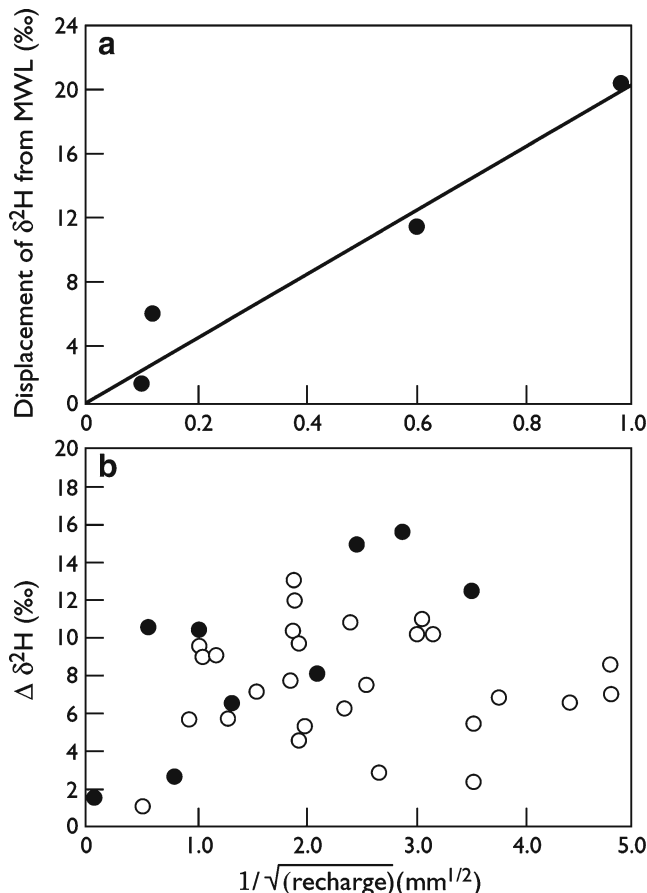 a
Displacement of δ²H from MWL (‰)
24
20
16
12
8
4
0
0 0.2 0.4 0.6 0.8 1.0
b
Δ δ²H (‰)
20
18
16
14
12
10
8
6
4
2
0
0 1.0 2.0 3.0 4.0 5.0
1/√(recharge)(mm¹/²)